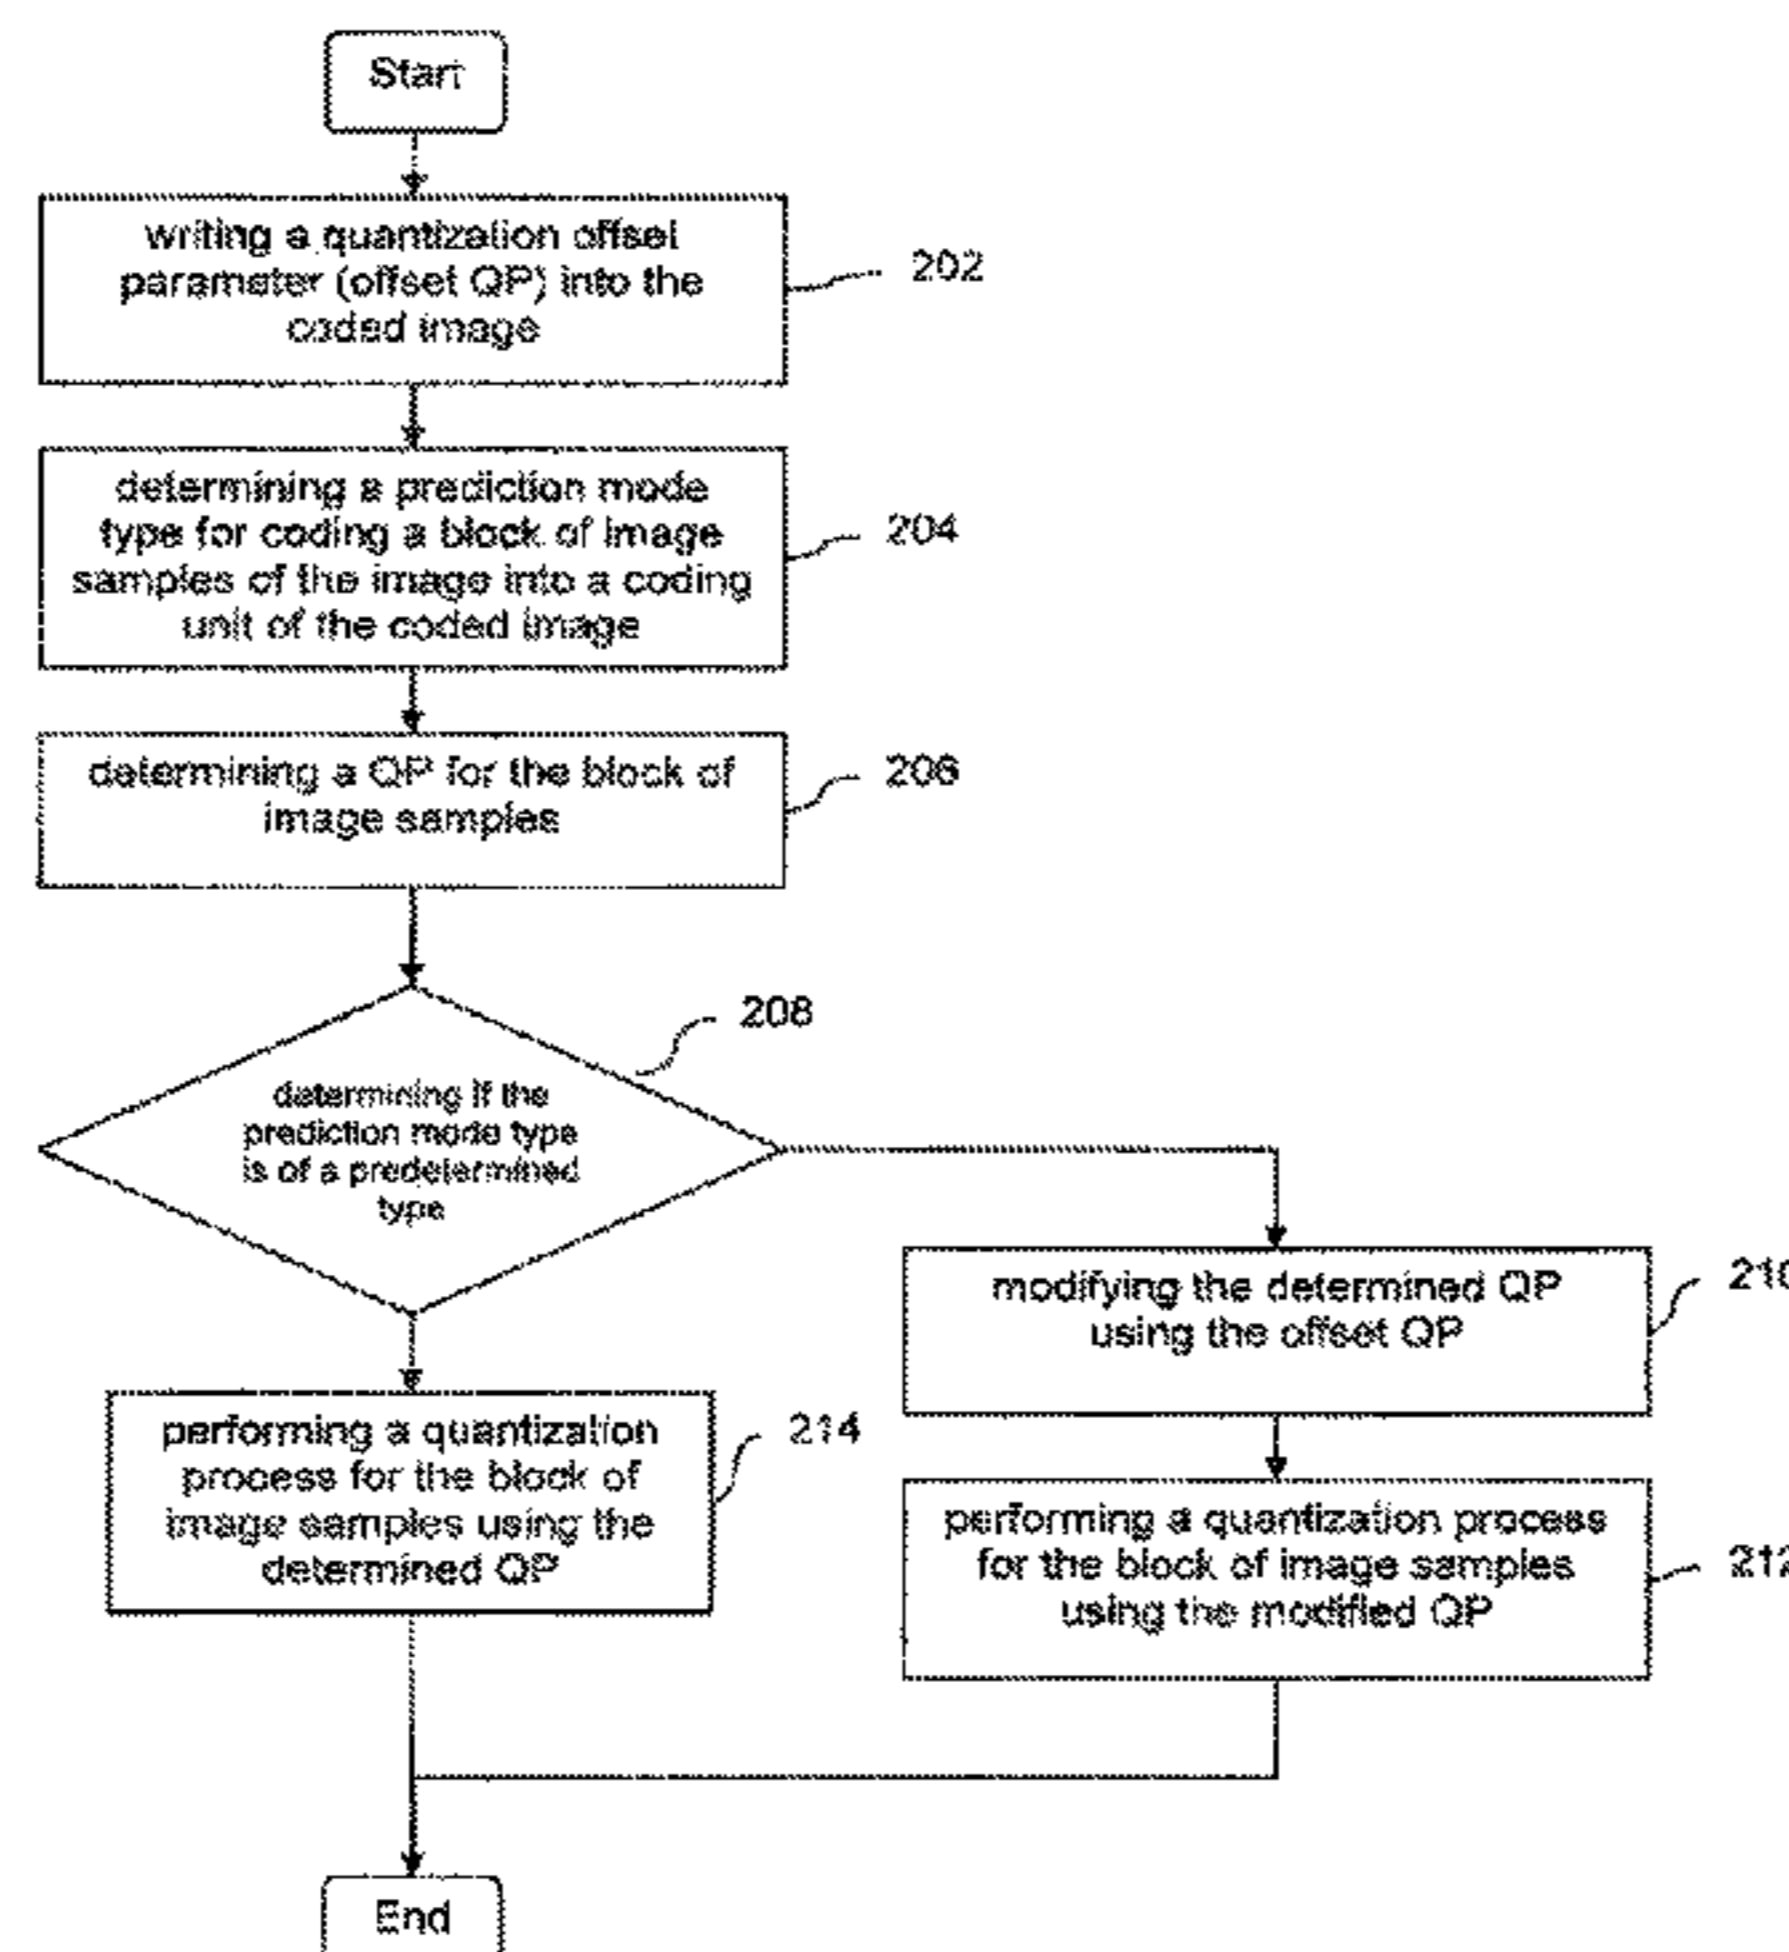 Start
writing a quantization offset
parameter (offset QP) into the
coded image
202
determining a prediction mode
type for coding a block of image
samples of the image into a coding
unit of the coded image
204
determining a QP for the block of
image samples
206
208
determining if the
prediction mode type
is of a predetermined
type
modifying the determined QP
using the offset QP
210
performing a quantization
process for the block of
image samples using the
determined QP
214
performing a quantization process
for the block of image samples
using the modified QP
212
End